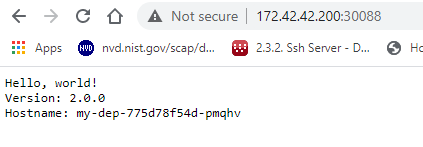 Not secure | 172.42.42.200:30088
Apps NVD nvd.nist.gov/scap/d... 2.3.2. Ssh Server - D...
Hello, world!
Version: 2.0.0
Hostname: my-dep-775d78f54d-pmqhv